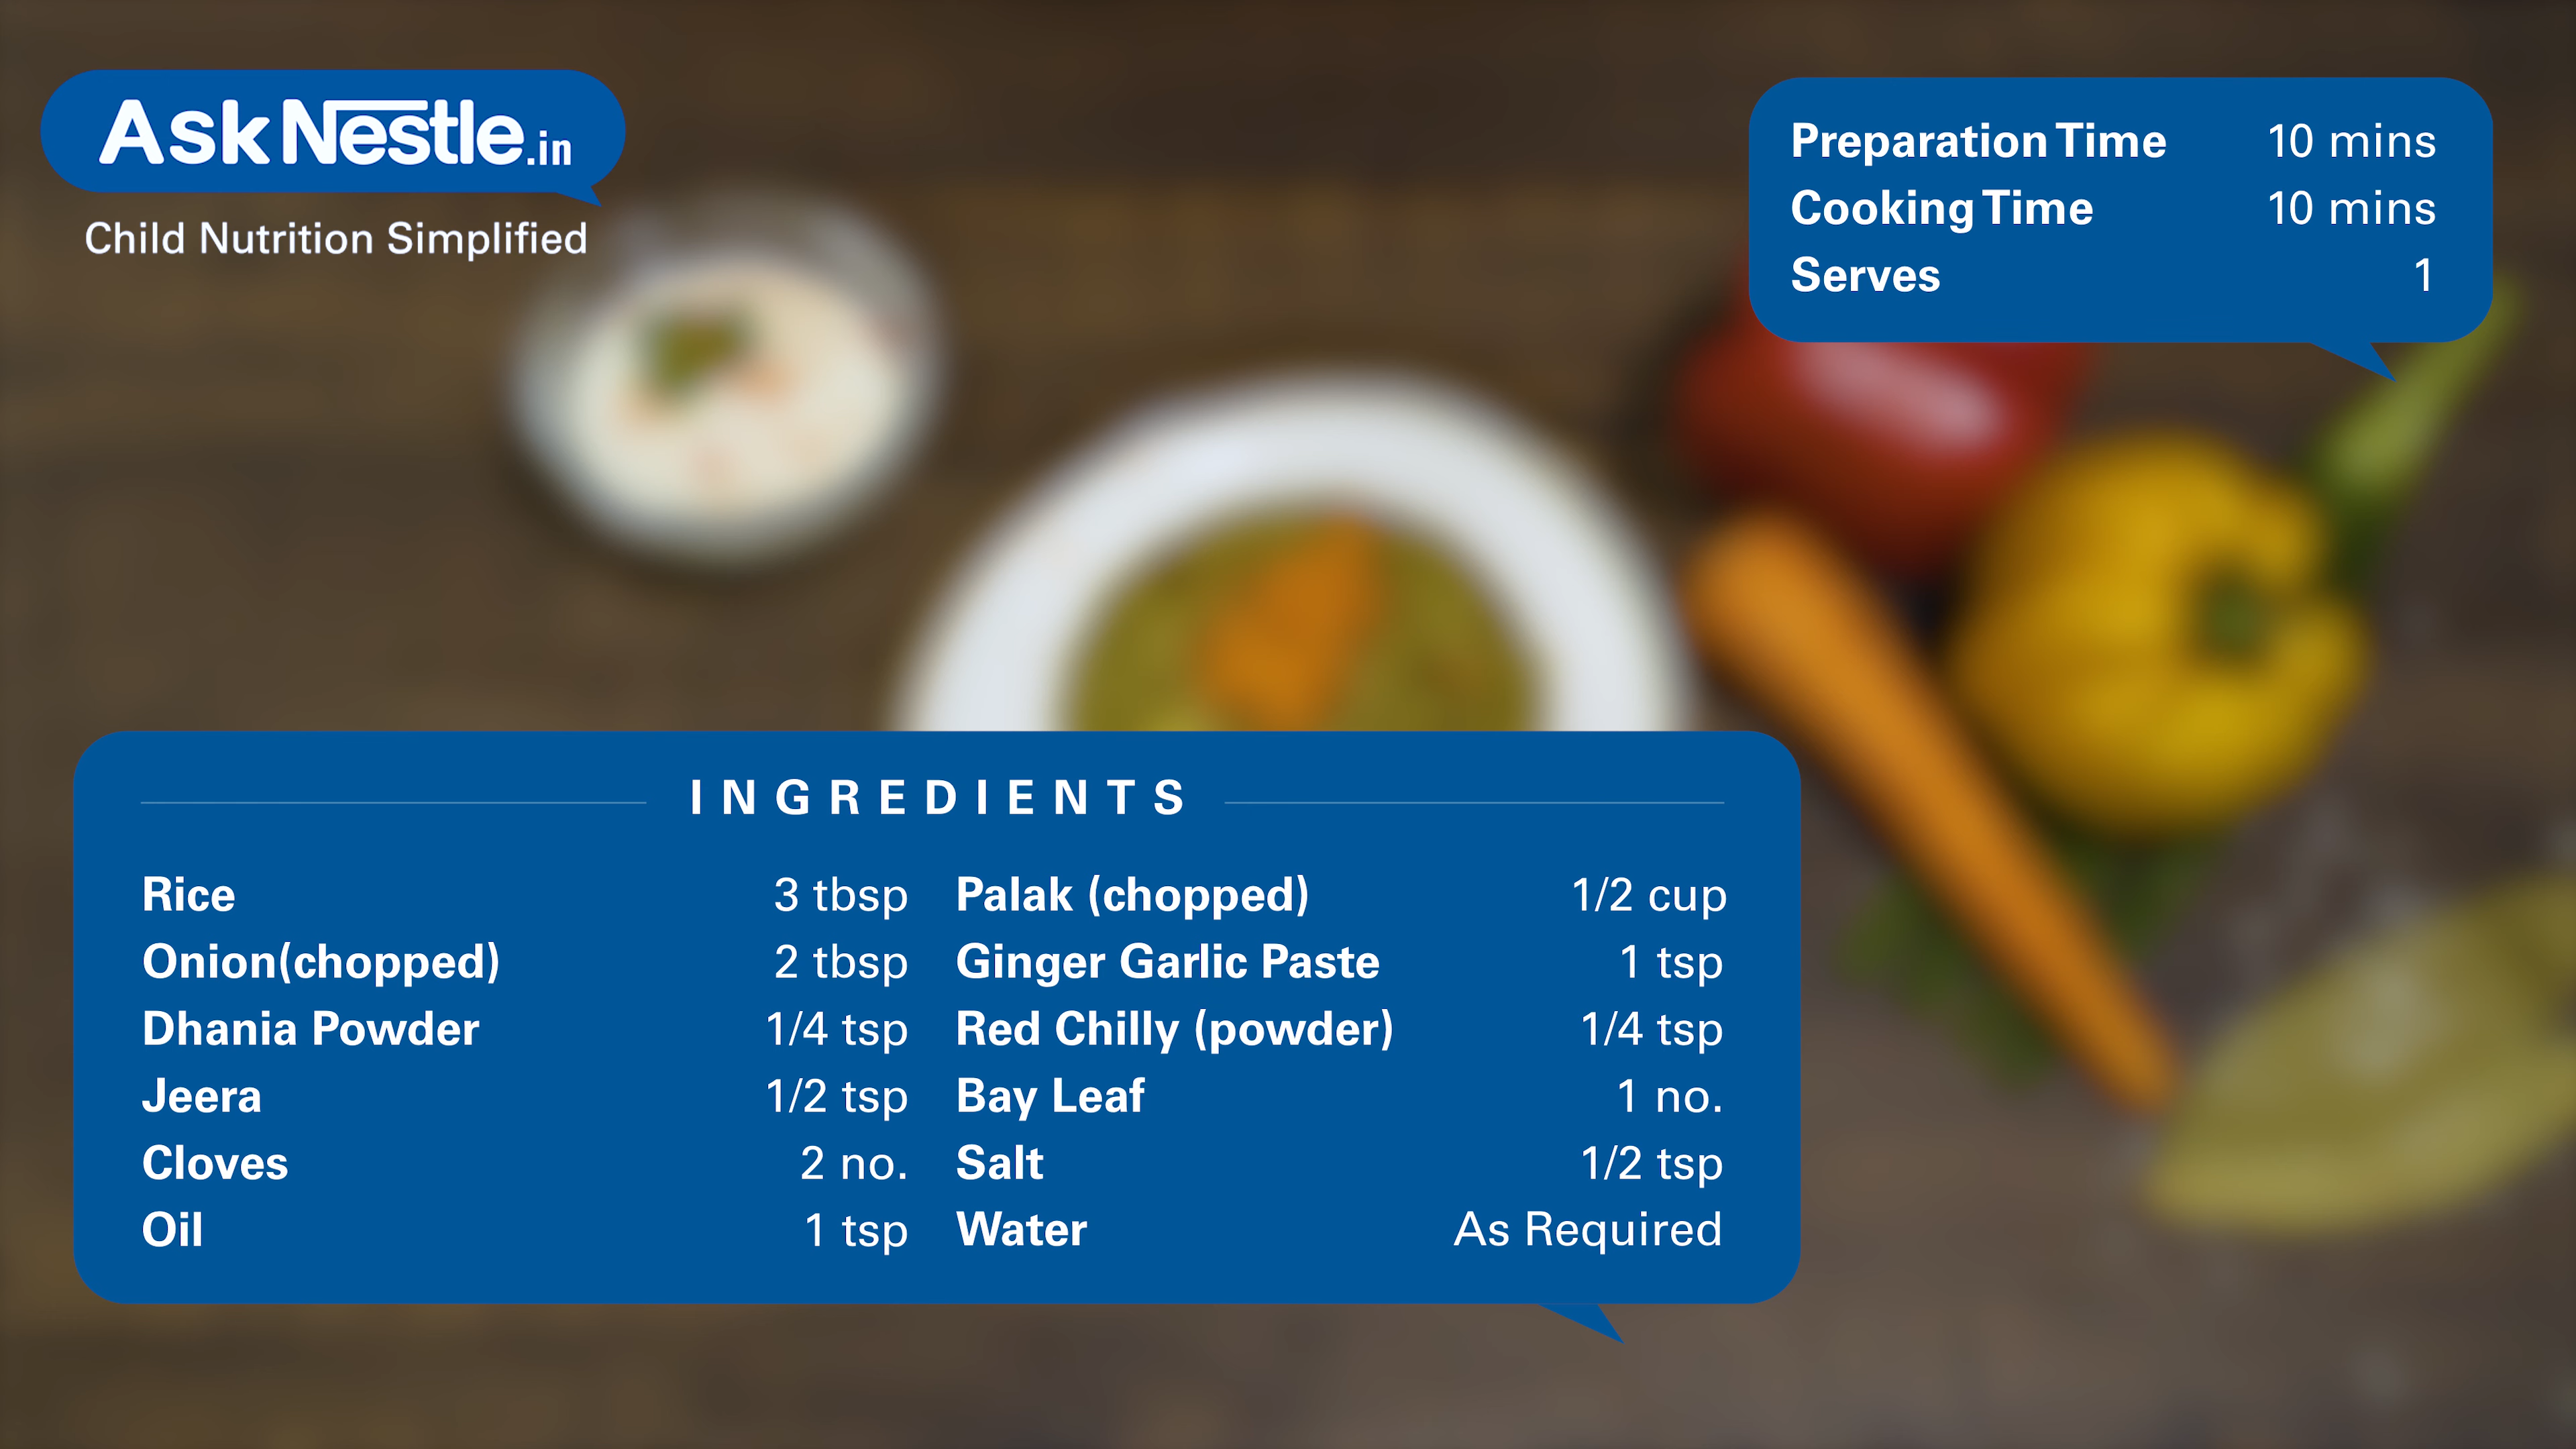 AskNestle.in
Child Nutrition Simplified
Preparation Time 10 mins
Cooking Time 10 mins
Serves 1
INGREDIENTS
Rice 3 tbsp Palak (chopped) 1/2 cup
Onion(chopped) 2 tbsp Ginger Garlic Paste 1 tsp
Dhania Powder 1/4 tsp Red Chilly (powder) 1/4 tsp
Jeera 1/2 tsp Bay Leaf 1 no.
Cloves 2 no. Salt 1/2 tsp
Oil 1 tsp Water As Required